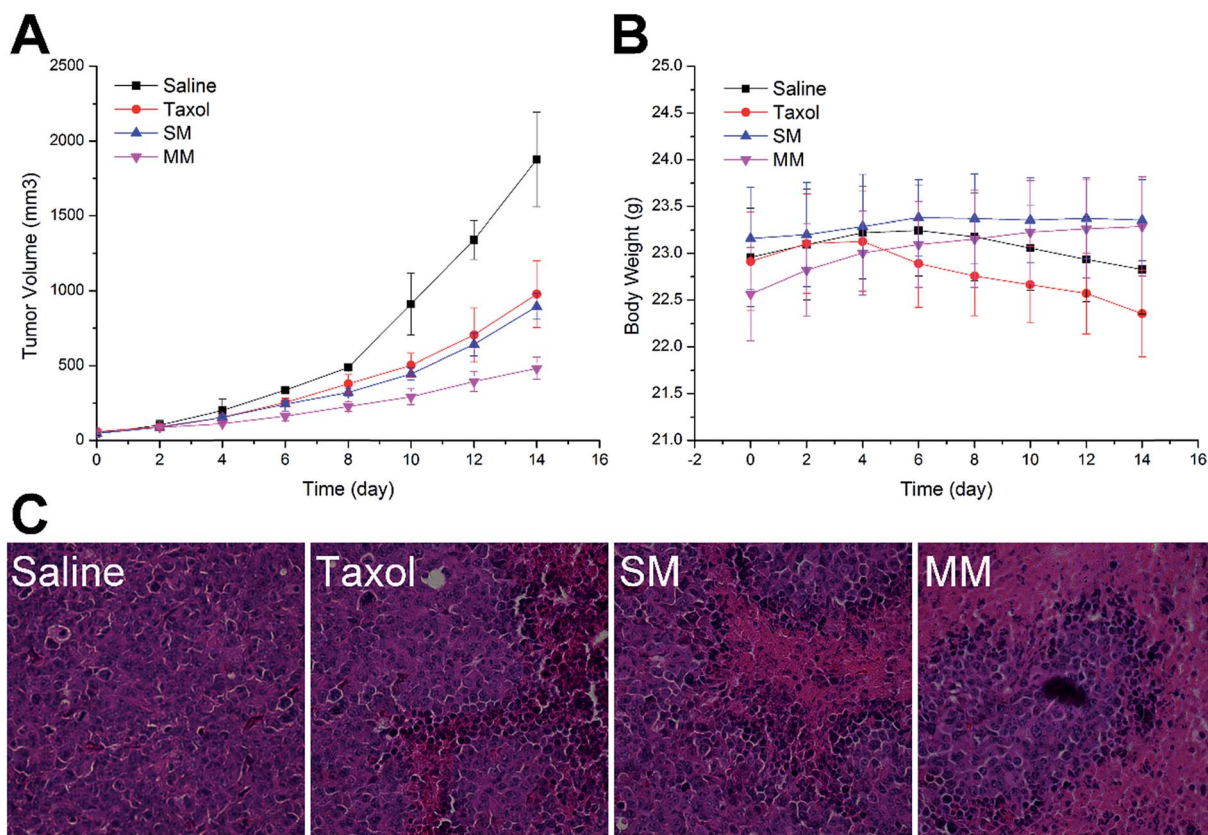 A
2500
2000
1500
1000
500
0
Tumor Volume (mm3)
Saline
Taxol
SM
MM
0 2 4 6 8 10 12 14 16
Time (day)
B
25.0
24.5
24.0
23.5
23.0
22.5
22.0
21.5
21.0
Body Weight (g)
Saline
Taxol
SM
MM
-2 0 2 4 6 8 10 12 14 16
Time (day)
C
Saline
Taxol
SM
MM